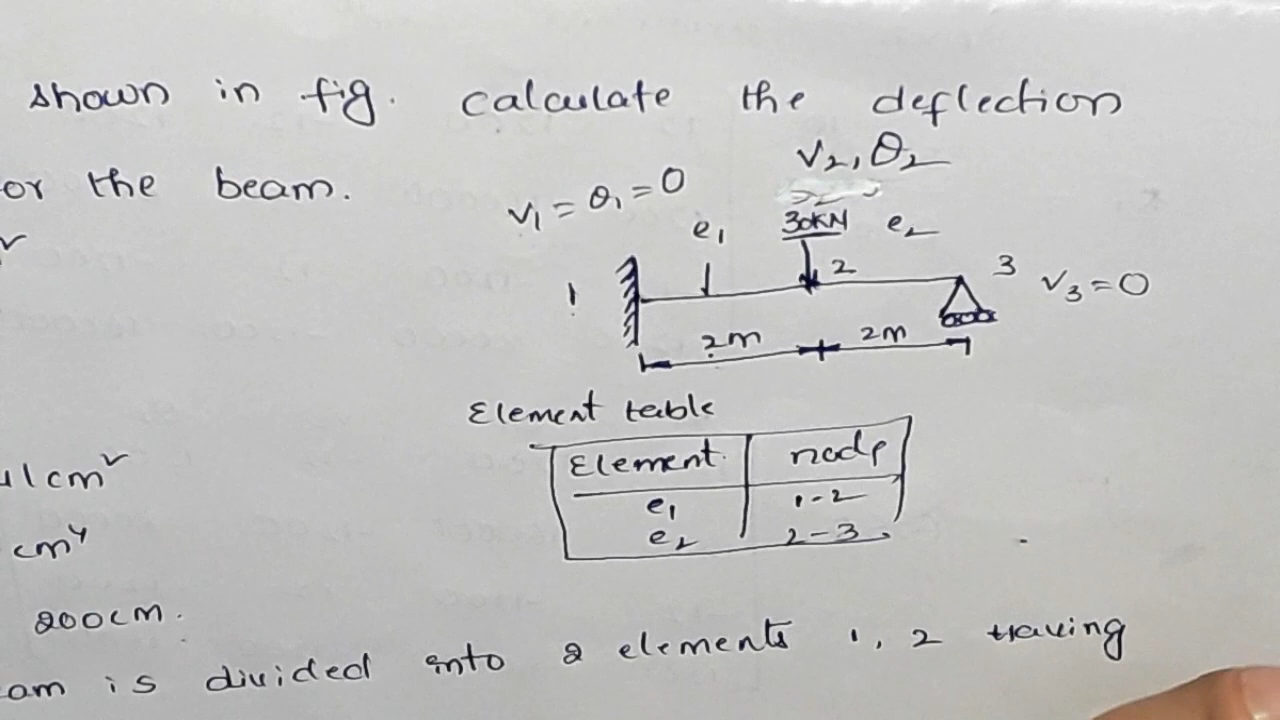 shown in fig. calculate the deflection
or the beam.
V₂, θ₂
V₁ = θ₁ = 0
30KN
e₁
e₂
1
2
3
V₃ = 0
2m
2m
Element table
Element node
e₁ 1-2
e₂ 2-3
cm²
cm⁴
200cm.
am is divided into 2 elements 1, 2 having